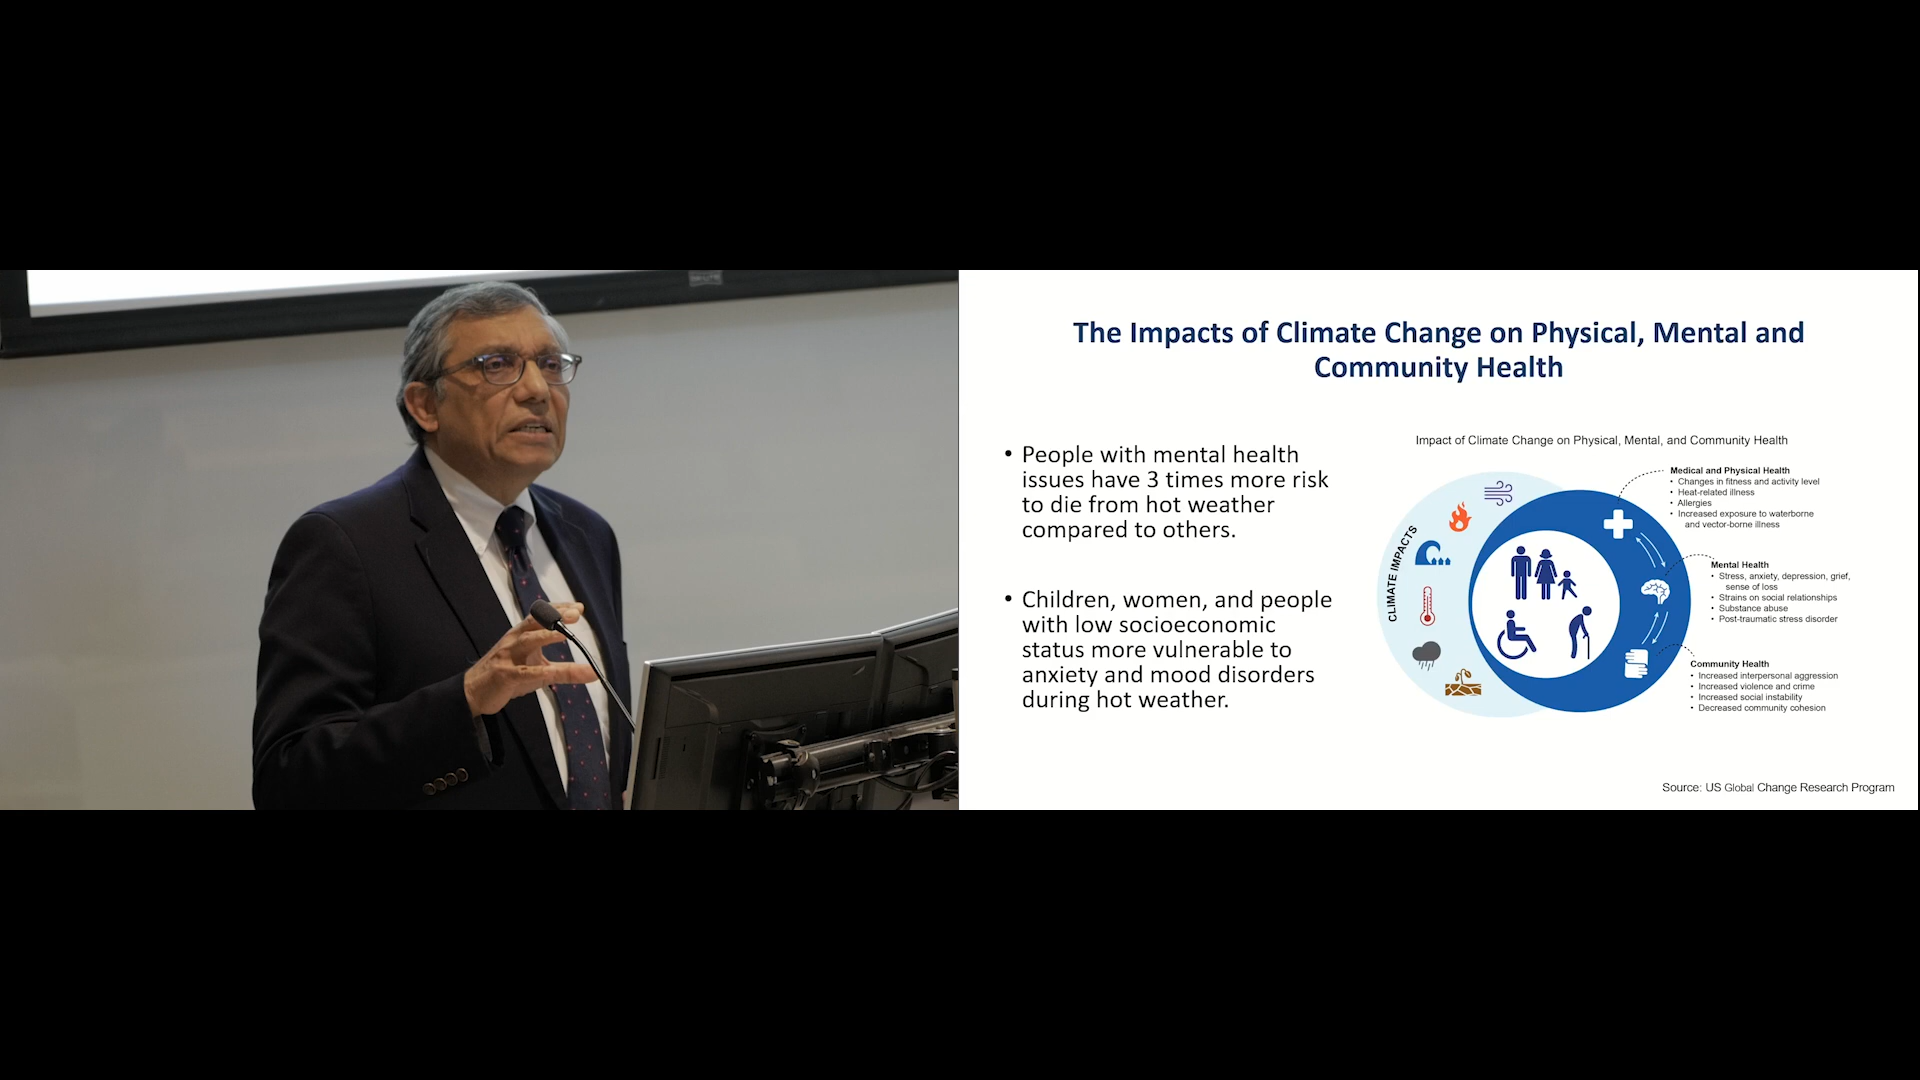 The Impacts of Climate Change on Physical, Mental and
Community Health
• People with mental health
issues have 3 times more risk
to die from hot weather
compared to others.
• Children, women, and people
with low socioeconomic
status more vulnerable to
anxiety and mood disorders
during hot weather.
Impact of Climate Change on Physical, Mental, and Community Health
CLIMATE IMPACTS
Medical and Physical Health
• Changes in fitness and activity level
• Heat-related illness
• Allergies
• Increased exposure to waterborne
and vector-borne illness
Mental Health
• Stress, anxiety, depression, grief,
sense of loss
• Strains on social relationships
• Substance abuse
• Post-traumatic stress disorder
Community Health
• Increased interpersonal aggression
• Increased violence and crime
• Increased social instability
• Decreased community cohesion
Source: US Global Change Research Program